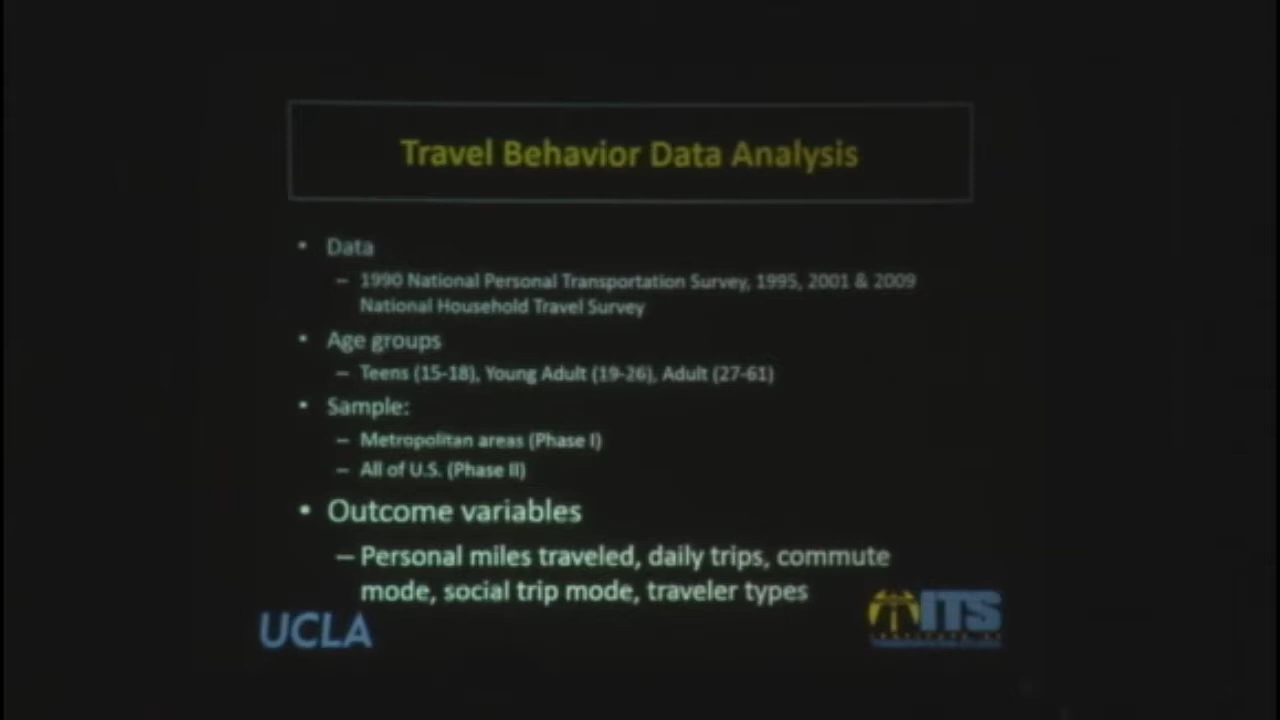 Travel Behavior Data Analysis
• Data
– 1990 National Personal Transportation Survey, 1995, 2001 & 2009
National Household Travel Survey
• Age groups
– Teens (15-18), Young Adult (19-26), Adult (27-61)
• Sample:
– Metropolitan areas (Phase I)
– All of U.S. (Phase II)
• Outcome variables
– Personal miles traveled, daily trips, commute
mode, social trip mode, traveler types
UCLA
ITS